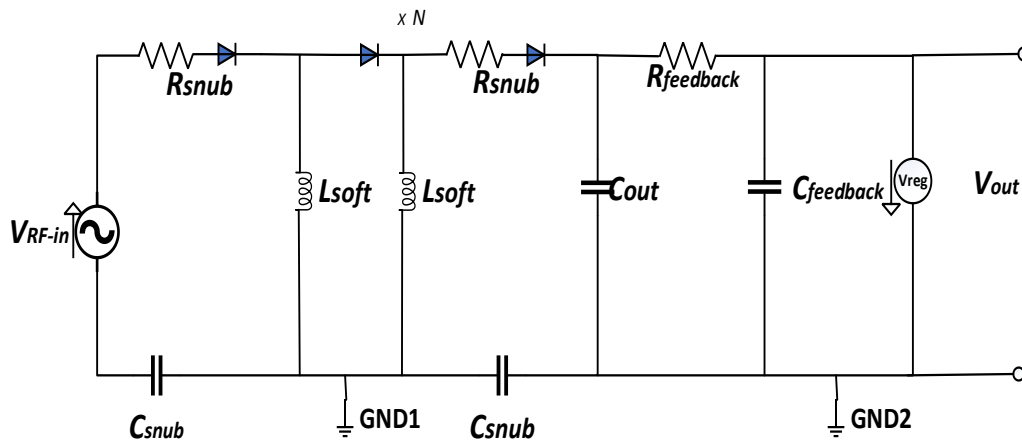 x N
Rsnub
Rsnub
Rfeedback
Lsoft
Lsoft
Cout
Cfeedback
Vreg
Vout
VRF-in
Csnub
GND1
Csnub
GND2